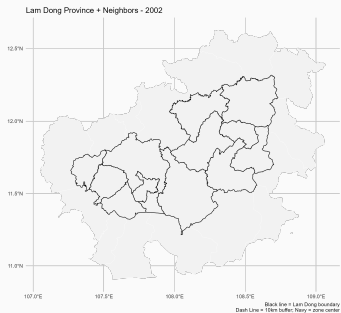 Lam Dong Province + Neighbors - 2002
12.5°N
12.0°N
11.5°N
11.0°N
107.0°E
107.5°E
108.0°E
108.5°E
109.0°E
Black line = Lam Dong boundary
Dash Line = 10km buffer; Navy = zone center